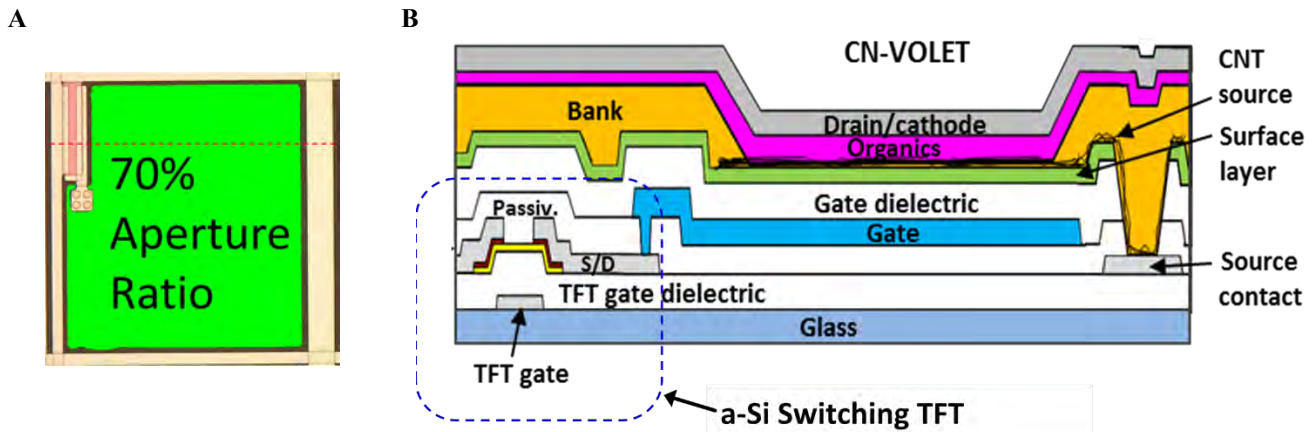 A
70%
Aperture
Ratio
B
CN-VOLET
CNT
source
Surface
layer
Bank
Drain/cathode
Organics
Passiv.
Gate dielectric
Gate
S/D
Source
contact
TFT gate dielectric
Glass
TFT gate
a-Si Switching TFT